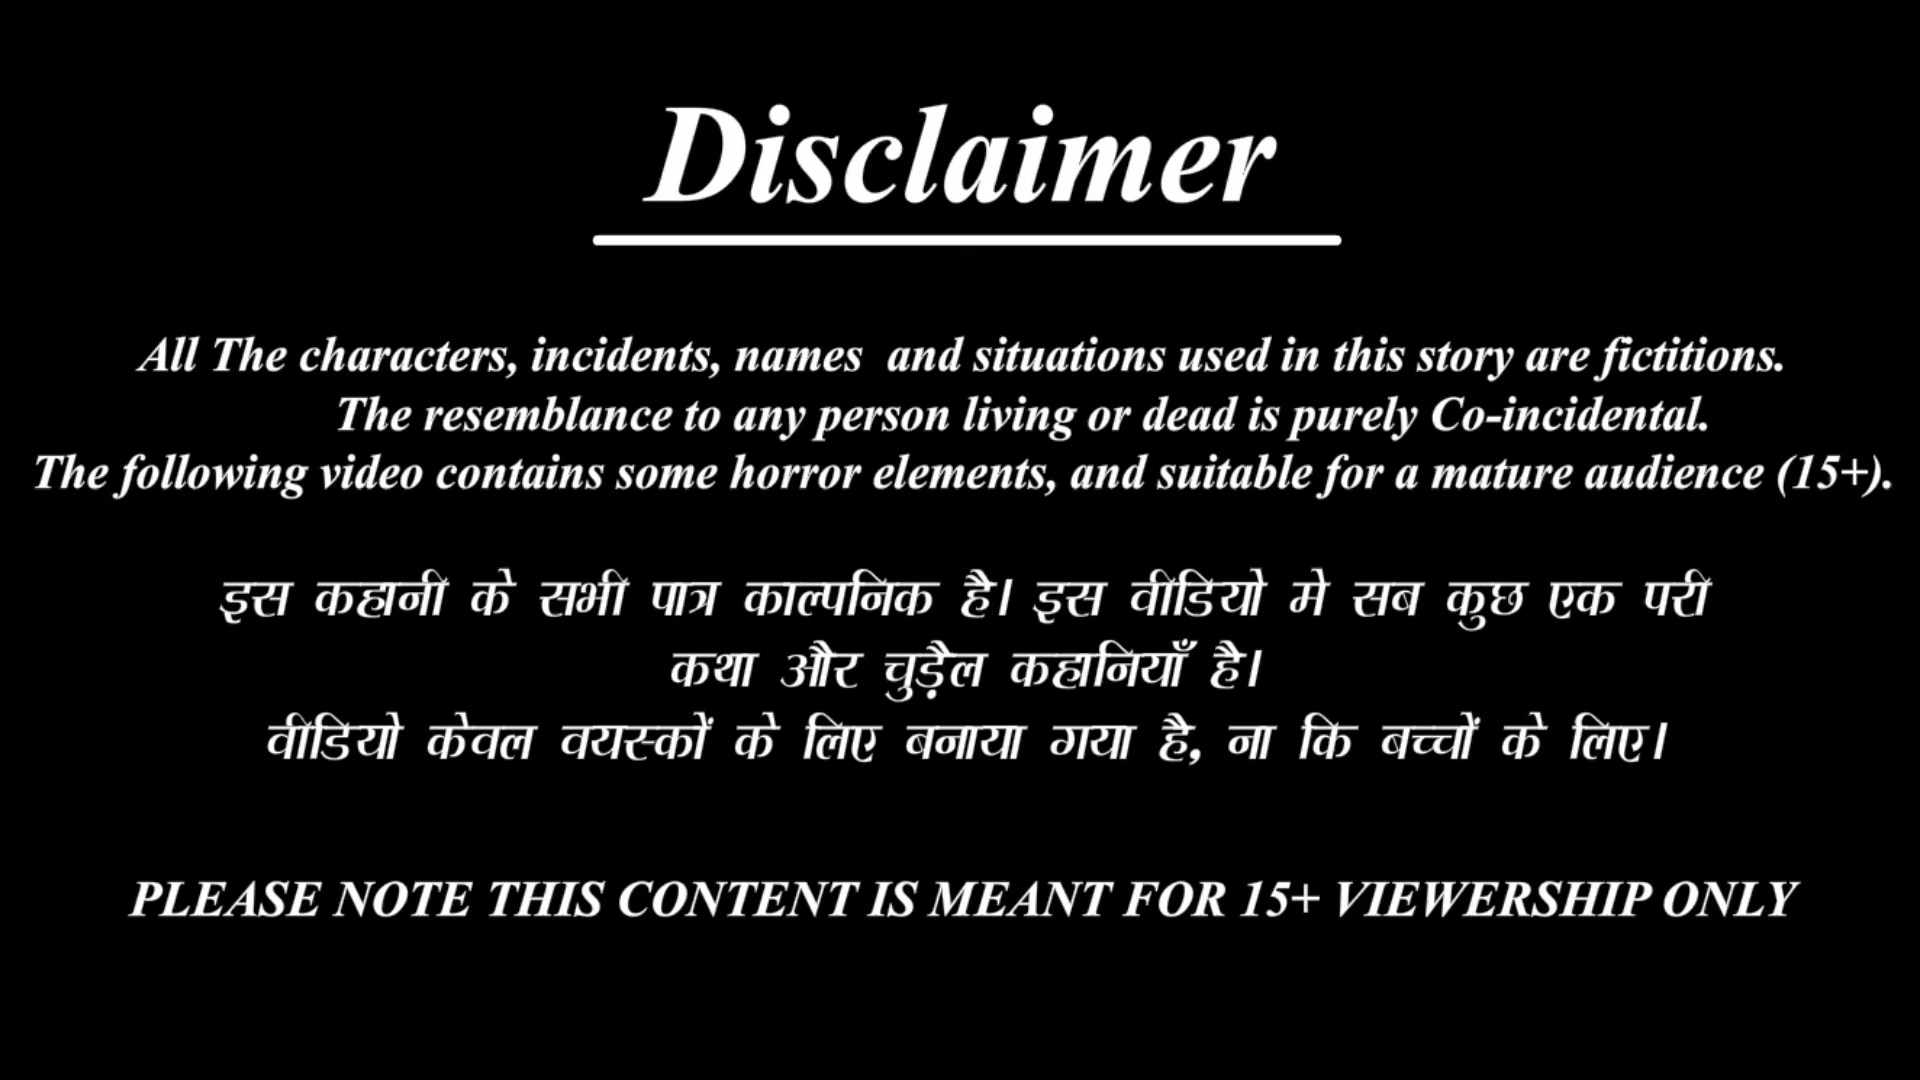 Disclaimer
All The characters, incidents, names and situations used in this story are fictitions.
The resemblance to any person living or dead is purely Co-incidental.
The following video contains some horror elements, and suitable for a mature audience (15+).
इस कहानी के सभी पात्र काल्पनिक है। इस वीडियो मे सब कुछ एक परी
कथा और चुड़ैल कहानियाँ है।
वीडियो केवल वयस्कों के लिए बनाया गया है, ना कि बच्चों के लिए।
PLEASE NOTE THIS CONTENT IS MEANT FOR 15+ VIEWERSHIP ONLY